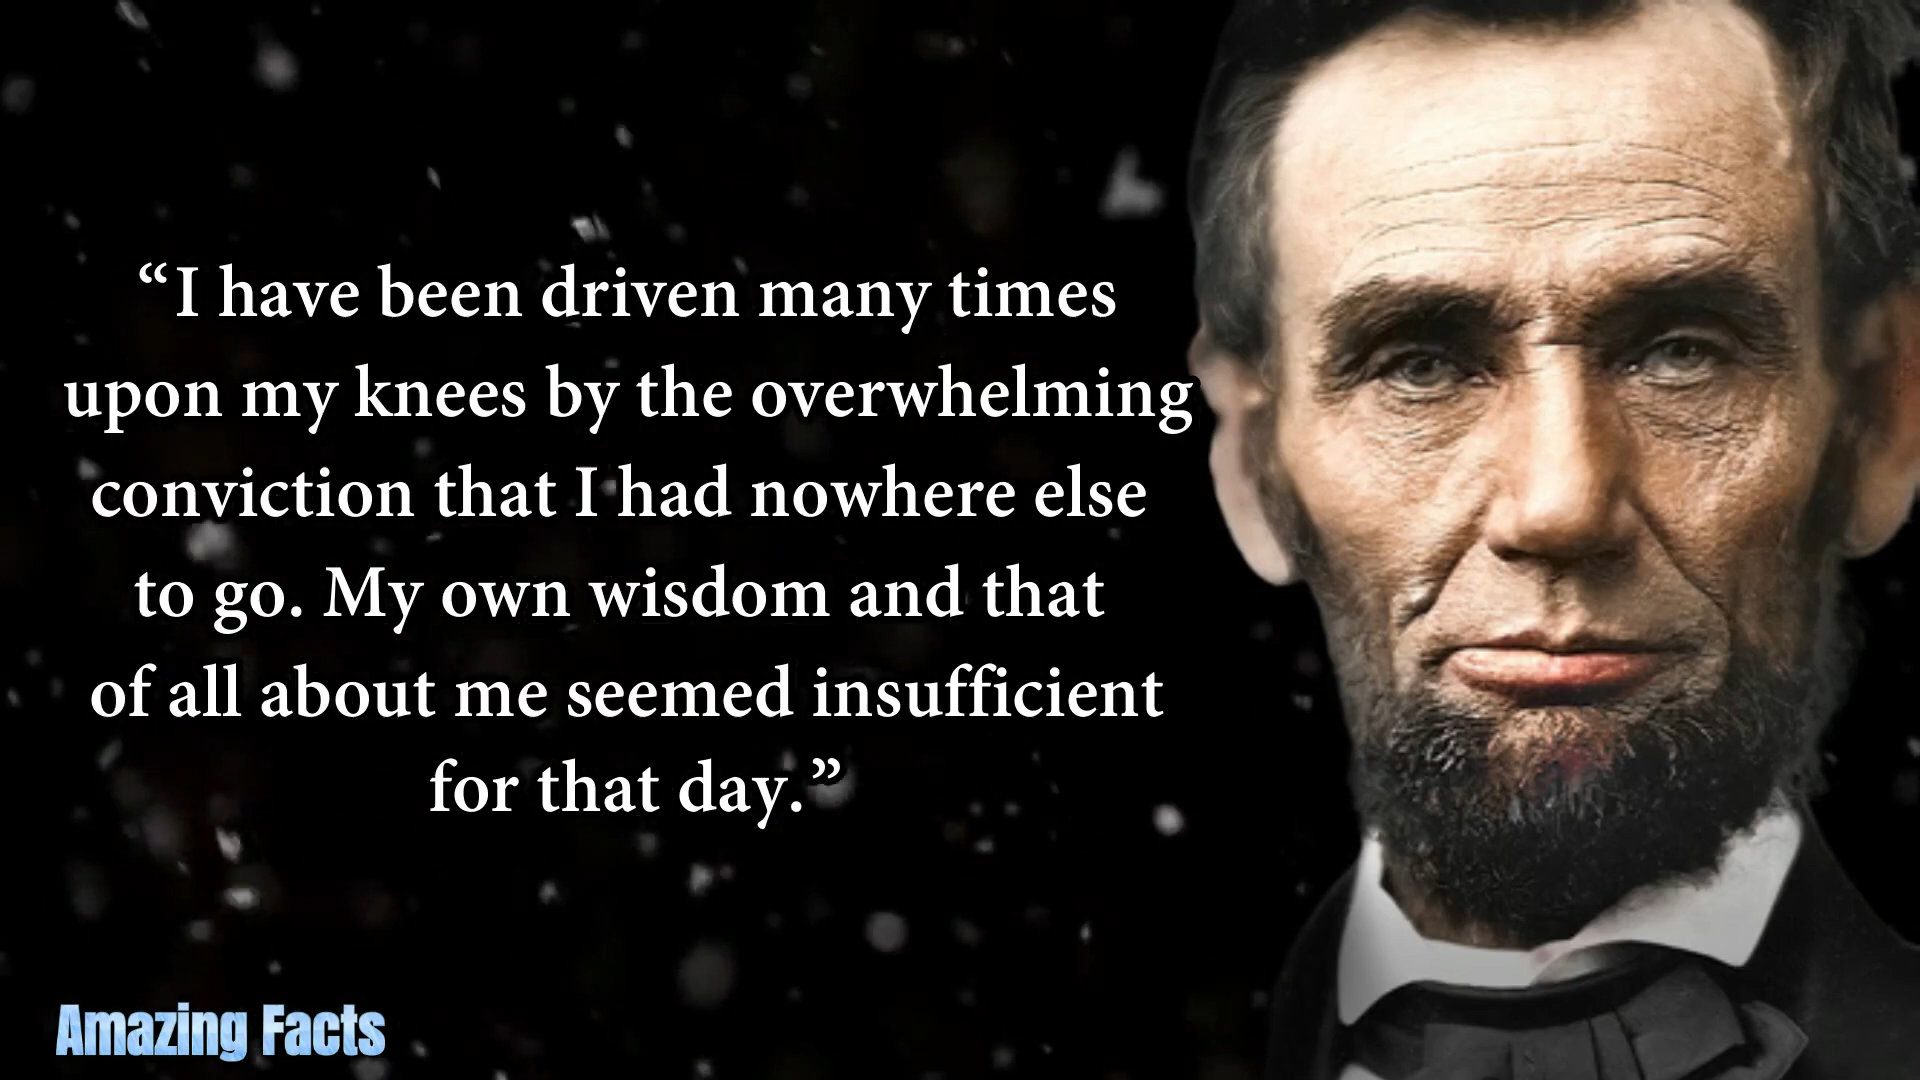 “I have been driven many times
upon my knees by the overwhelming
conviction that I had nowhere else
to go. My own wisdom and that
of all about me seemed insufficient
for that day.”
Amazing Facts